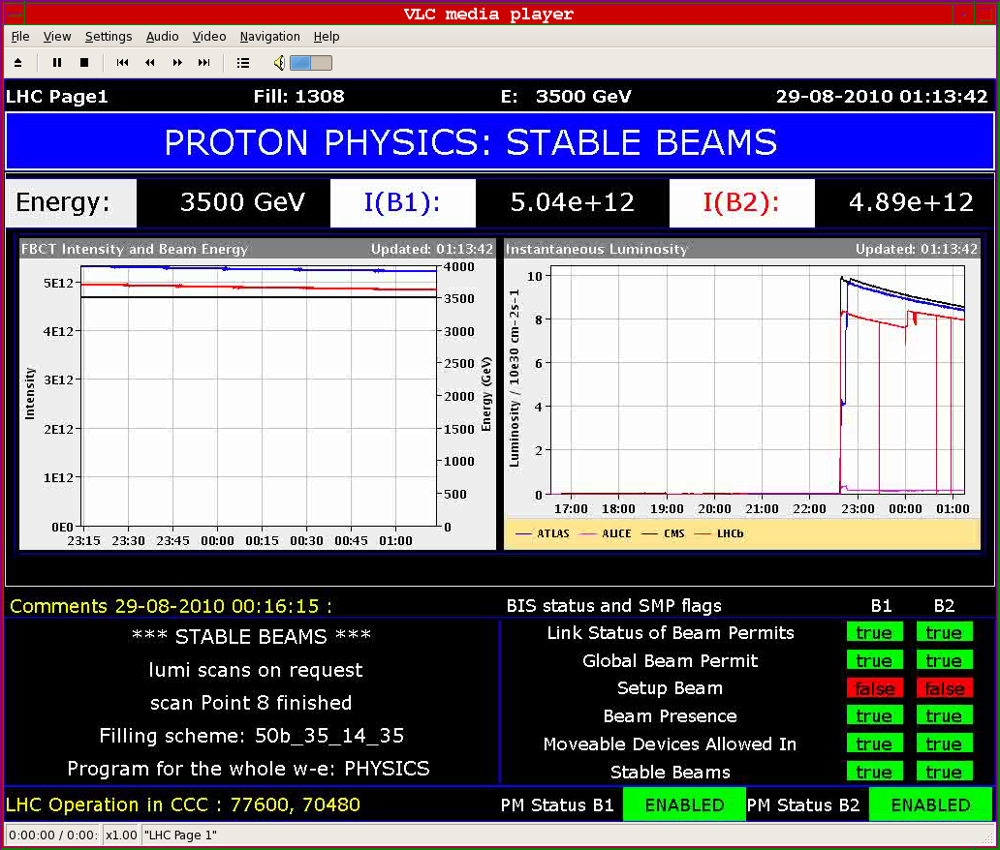 VLC media player
File View Settings Audio Video Navigation Help
LHC Page1 Fill: 1308 E: 3500 GeV 29-08-2010 01:13:42
PROTON PHYSICS: STABLE BEAMS
Energy: 3500 GeV I(B1): 5.04e+12 I(B2): 4.89e+12
FBCT Intensity and Beam Energy Updated: 01:13:42
Intensity
5E12
4E12
3E12
2E12
1E12
0E0
4000
3500
3000
2500
2000
1500
1000
500
0
Energy (GeV)
23:15 23:30 23:45 00:00 00:15 00:30 00:45 01:00
Instantaneous Luminosity Updated: 01:13:42
Luminosity / 10e30 cm-2s-1
10
8
6
4
2
0
17:00 18:00 19:00 20:00 21:00 22:00 23:00 00:00 01:00
ATLAS ALICE CMS LHCb
Comments 29-08-2010 00:16:15 :
*** STABLE BEAMS ***
lumi scans on request
scan Point 8 finished
Filling scheme: 50b_35_14_35
Program for the whole w-e: PHYSICS
BIS status and SMP flags B1 B2
Link Status of Beam Permits true true
Global Beam Permit true true
Setup Beam false false
Beam Presence true true
Moveable Devices Allowed In true true
Stable Beams true true
LHC Operation in CCC : 77600, 70480 PM Status B1 ENABLED PM Status B2 ENABLED
0:00:00 / 0:00: x1.00 "LHC Page 1"